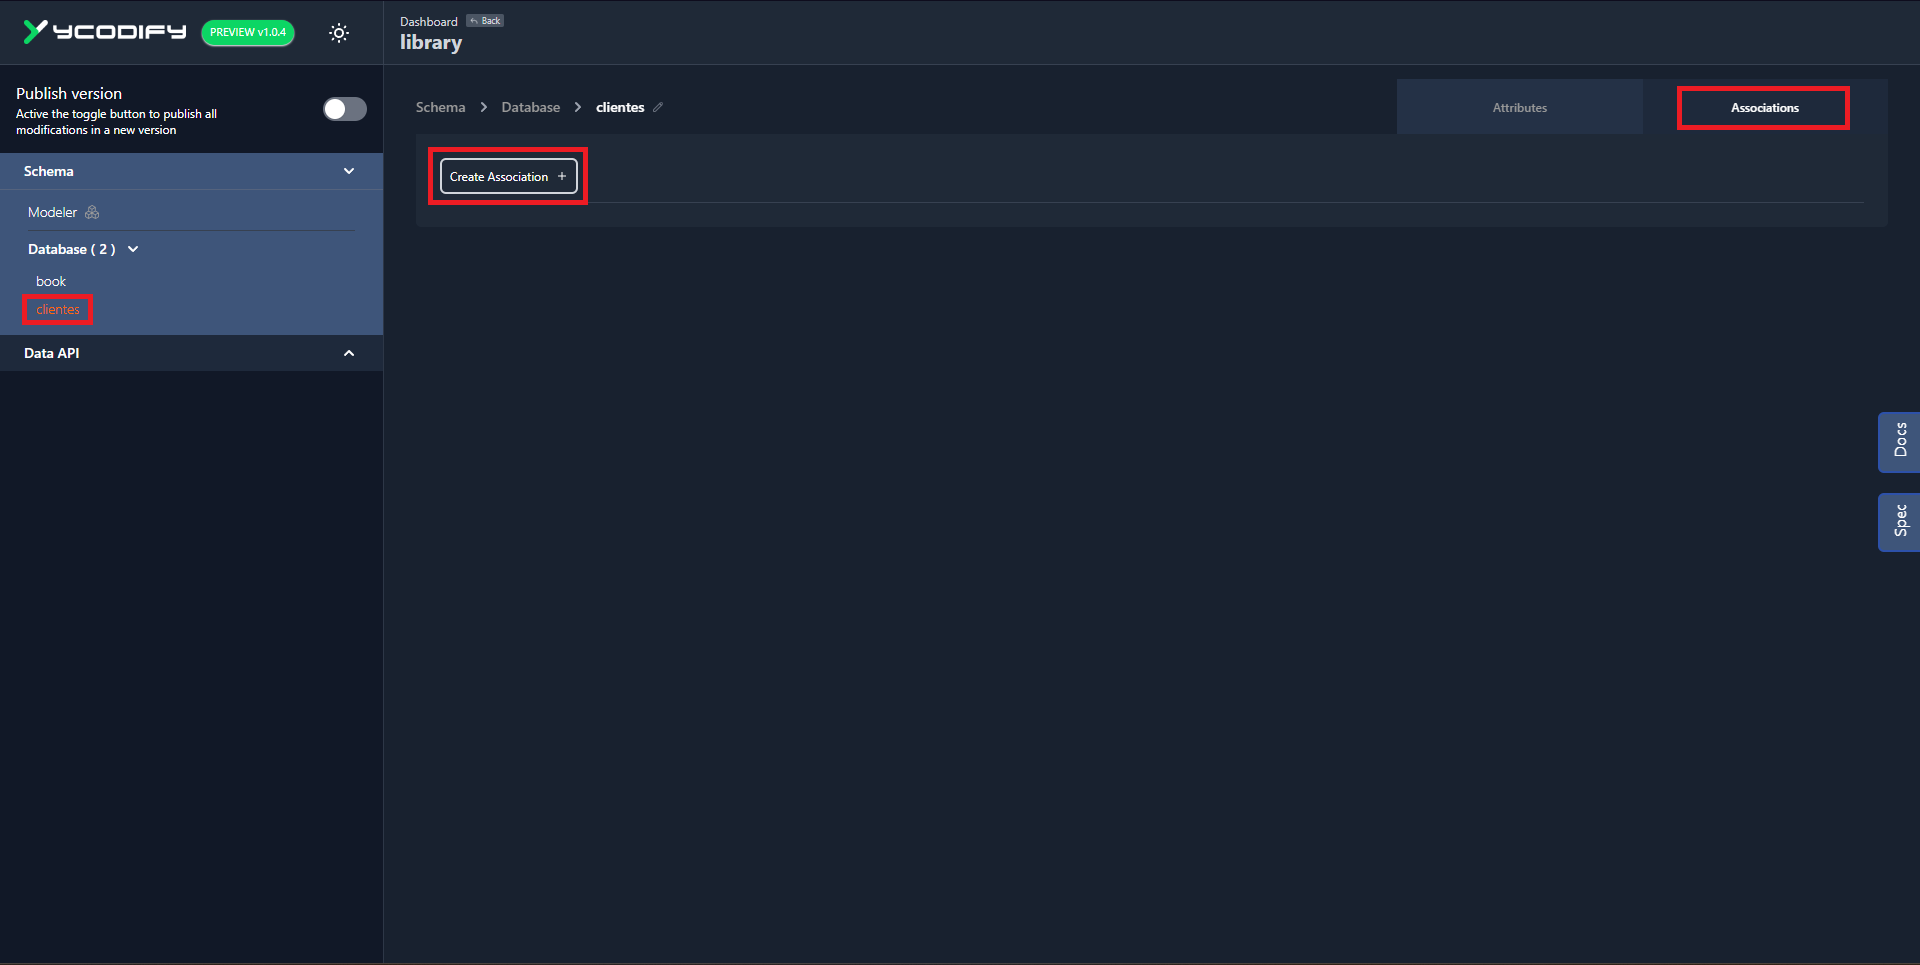 YCODIFY
PREVIEW v1.0.4
Dashboard
Back
library
Publish version
Active the toggle button to publish all
modifications in a new version
Schema
Modeler
Database ( 2 )
book
clientes
Data API
Schema
Database
clientes
Attributes
Associations
Create Association +
Docs
Spec